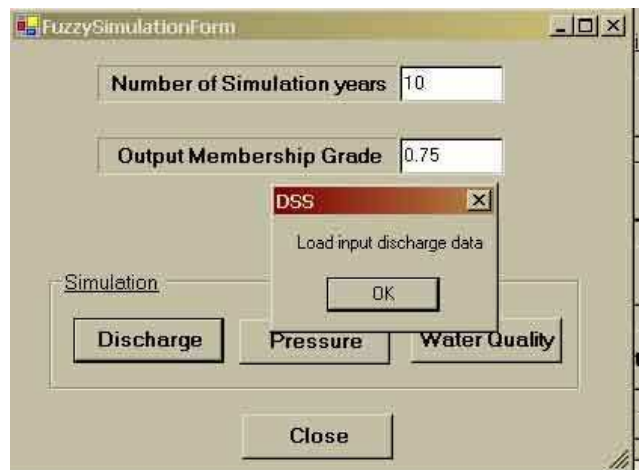 FuzzySimulationForm
Number of Simulation years 10
Output Membership Grade 0.75
DSS
Load input discharge data
OK
Simulation
Discharge Pressure Water Quality
Close